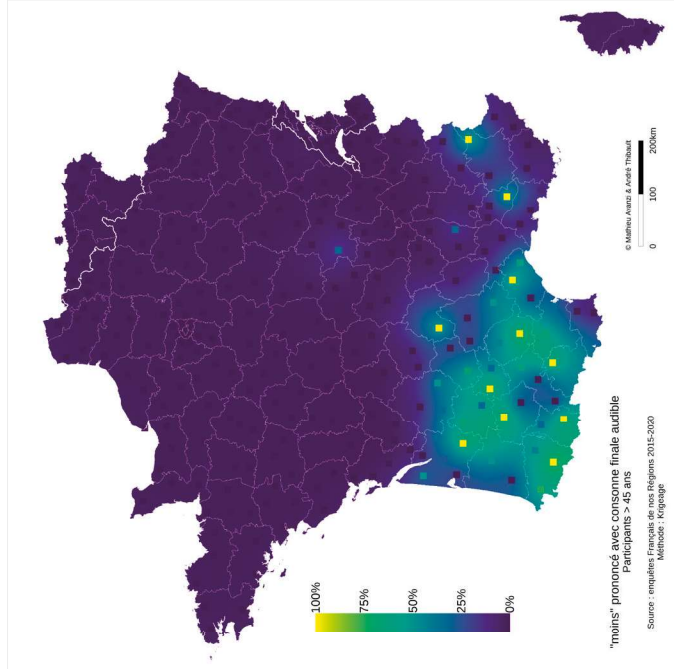 © Mathieu Avanzi & André Thibault
0 100 200km
100%
75%
50%
25%
0%
"moins" prononcé avec consonne finale audible
Participants > 45 ans
Source : enquêtes Français de nos Régions 2015-2020
Méthode : Krigeage